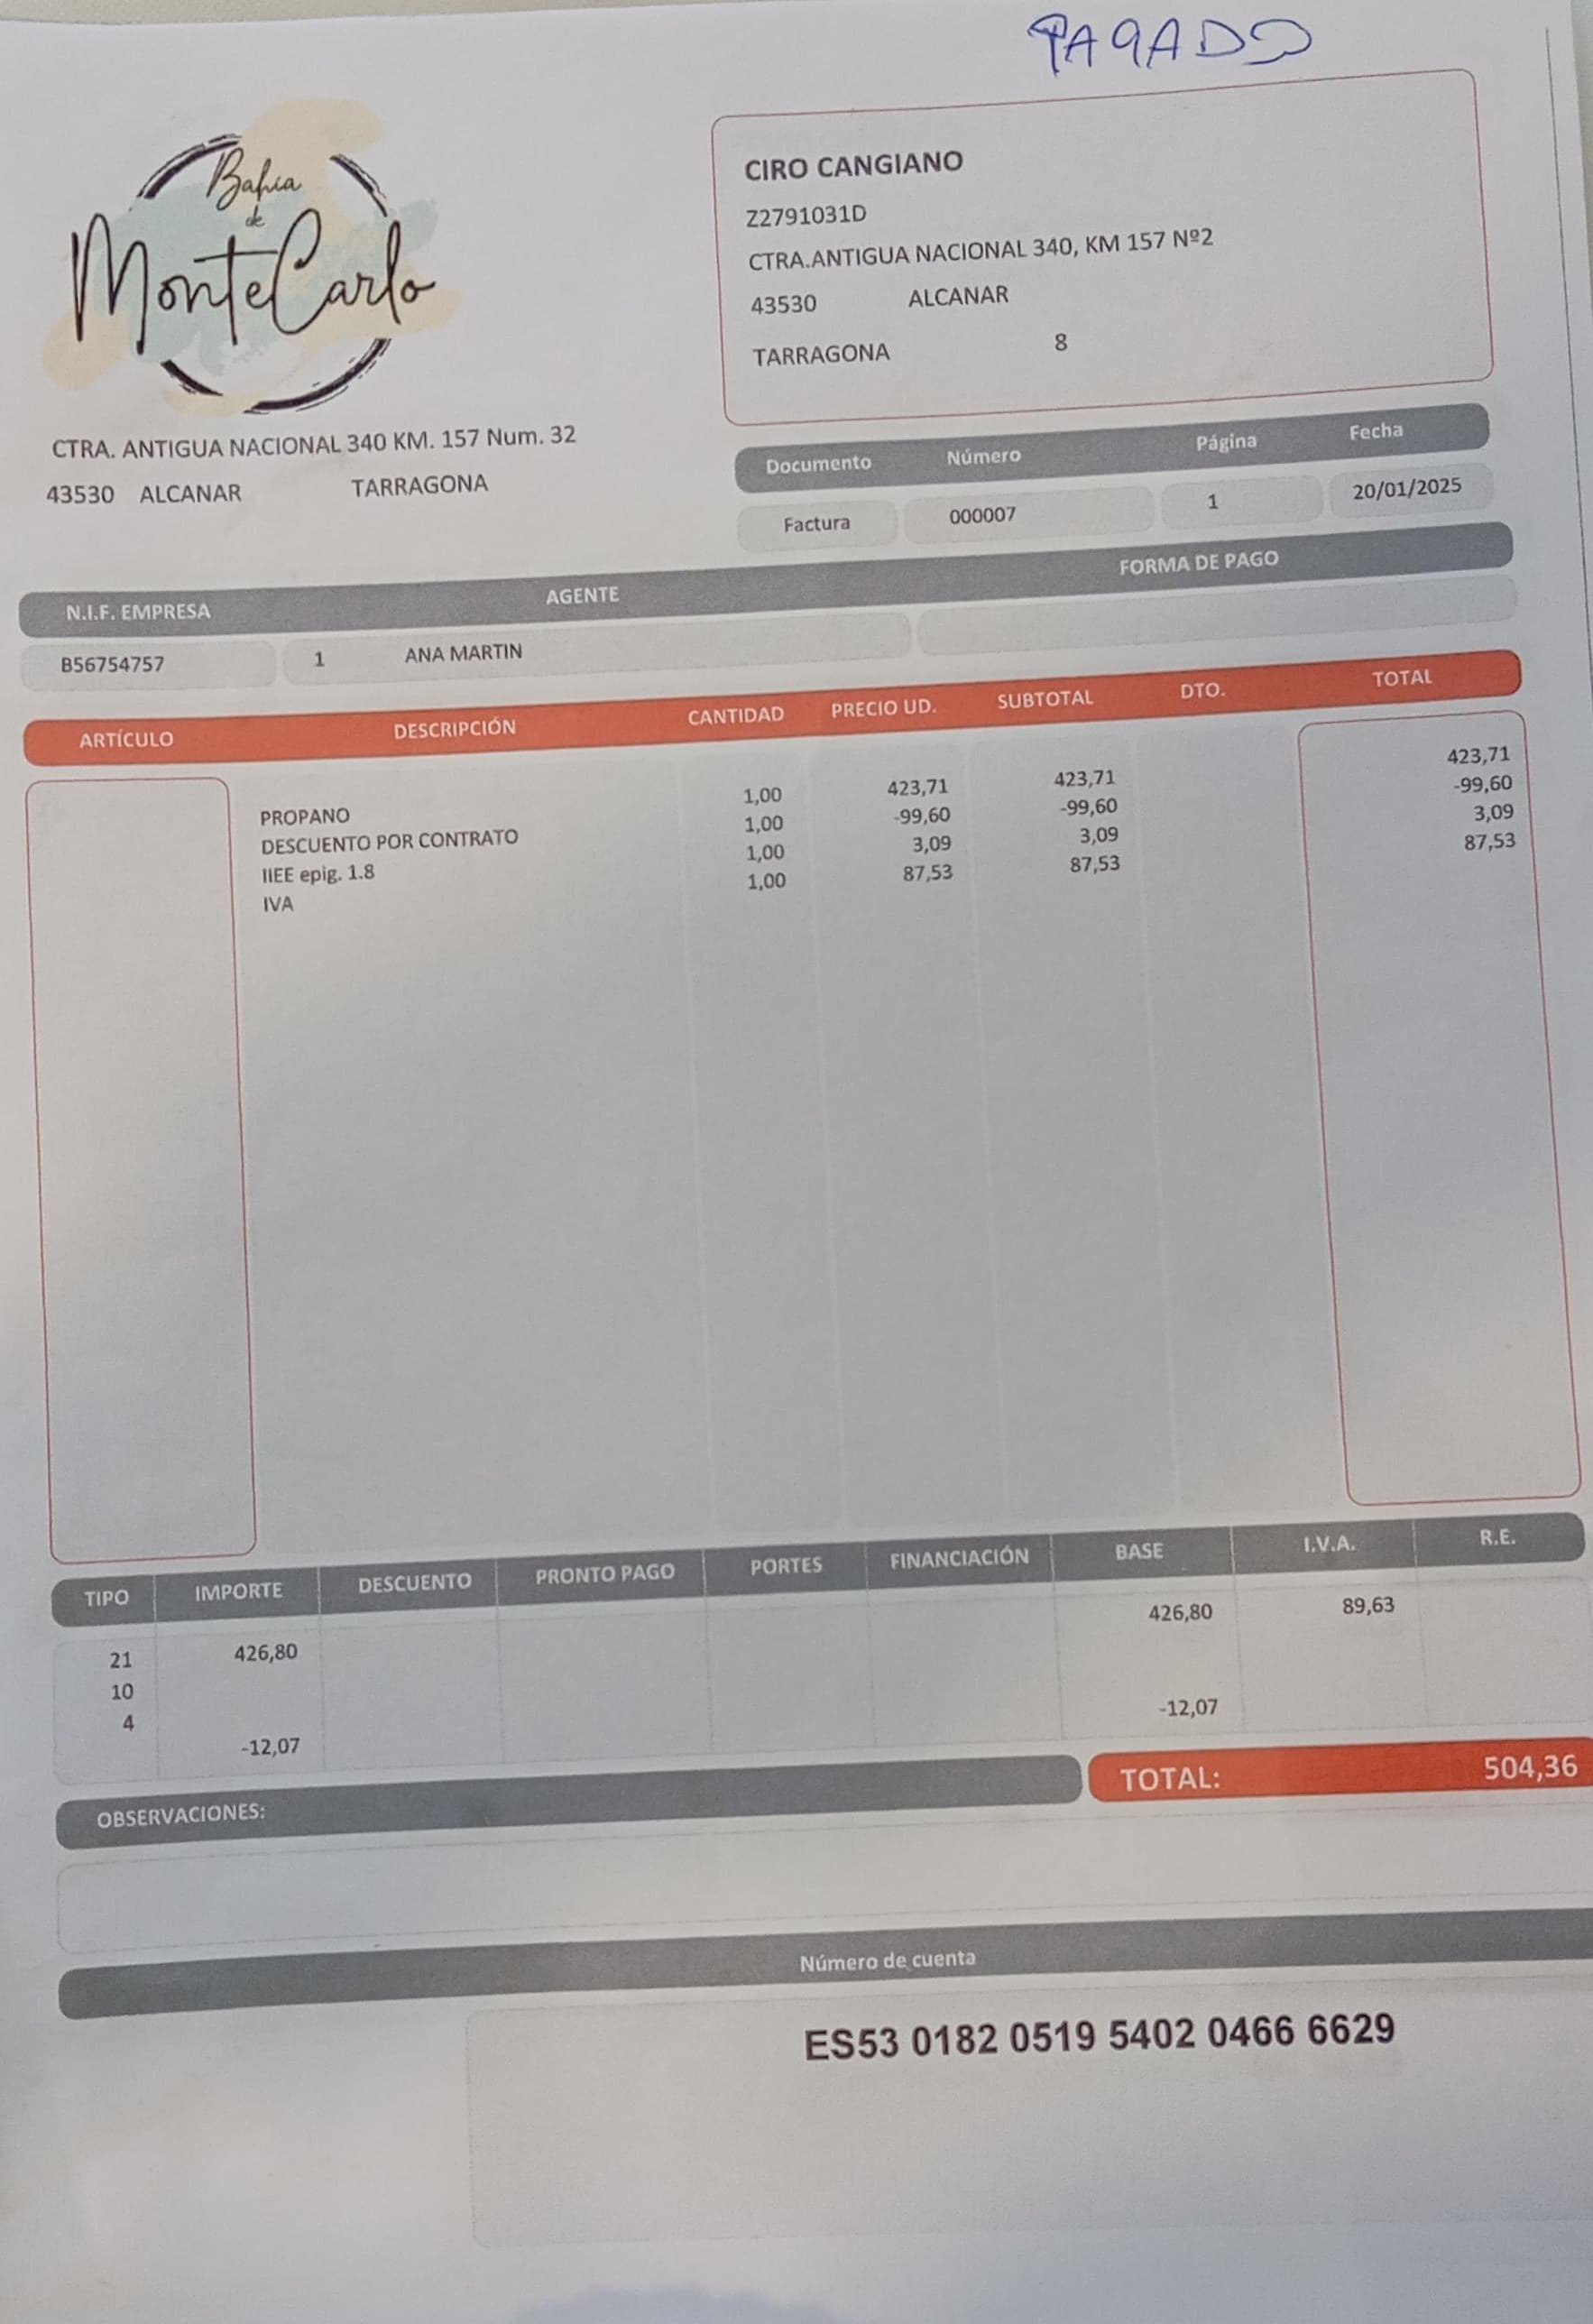 PAGADO
Bahia
de
MonteCarlo
CTRA. ANTIGUA NACIONAL 340 KM. 157 Num. 32
43530 ALCANAR TARRAGONA
CIRO CANGIANO
Z2791031D
CTRA.ANTIGUA NACIONAL 340, KM 157 Nº2
43530 ALCANAR
TARRAGONA 8
Documento Número Página Fecha
Factura 000007 1 20/01/2025
N.I.F. EMPRESA AGENTE FORMA DE PAGO
B56754757 1 ANA MARTIN
ARTÍCULO DESCRIPCIÓN CANTIDAD PRECIO UD. SUBTOTAL DTO. TOTAL
PROPANO 1,00 423,71 423,71 423,71
DESCUENTO POR CONTRATO 1,00 -99,60 -99,60 -99,60
IIEE epig. 1.8 1,00 3,09 3,09 3,09
IVA 1,00 87,53 87,53 87,53
TIPO IMPORTE DESCUENTO PRONTO PAGO PORTES FINANCIACIÓN BASE I.V.A. R.E.
21 426,80 426,80 89,63
10
4
-12,07 -12,07
TOTAL: 504,36
OBSERVACIONES:
Número de cuenta
ES53 0182 0519 5402 0466 6629